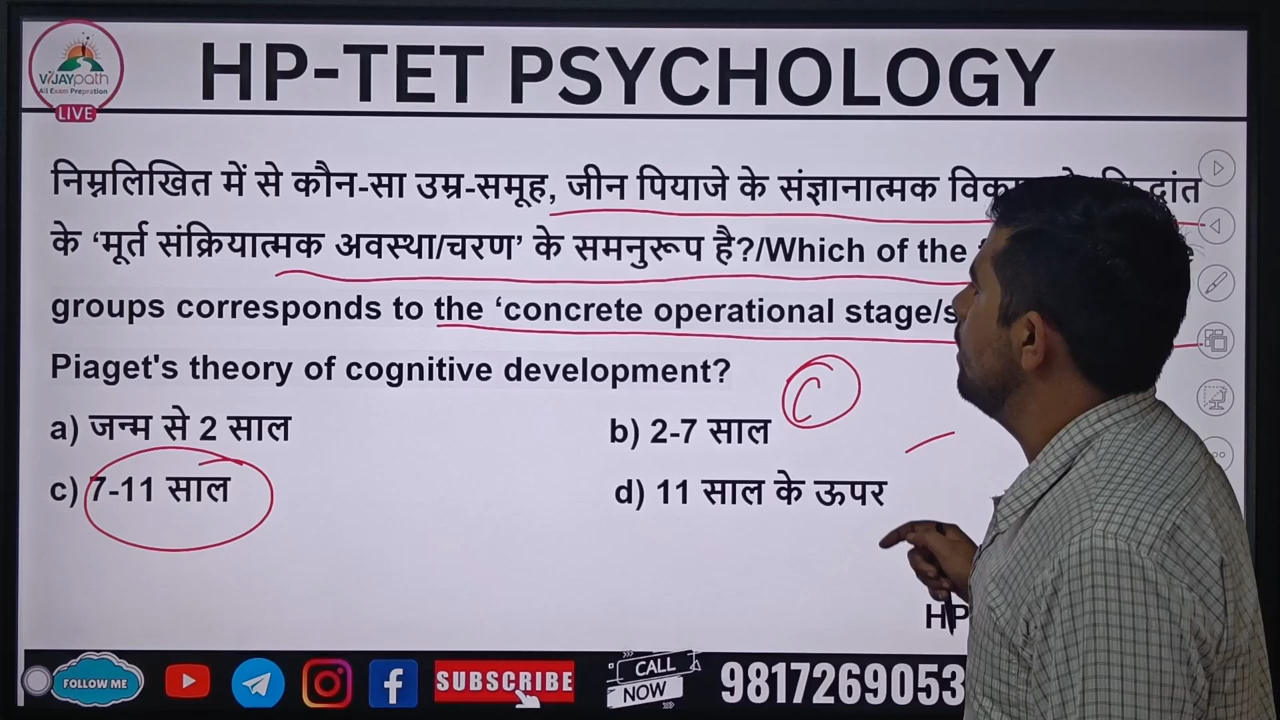 HP-TET PSYCHOLOGY
VIJAYpath
All Exam Prepration
LIVE
निम्नलिखित में से कौन-सा उम्र-समूह, जीन पियाजे के संज्ञानात्मक
के ‘मूर्त संक्रियात्मक अवस्था/चरण’ के समनुरूप है?/Which of the
groups corresponds to the ‘concrete operational stage/s
Piaget's theory of cognitive development?
a) जन्म से 2 साल
b) 2-7 साल
C
c) 7-11 साल
d) 11 साल के ऊपर
HP
FOLLOW ME
SUBSCRIBE
CALL
NOW
9817269053